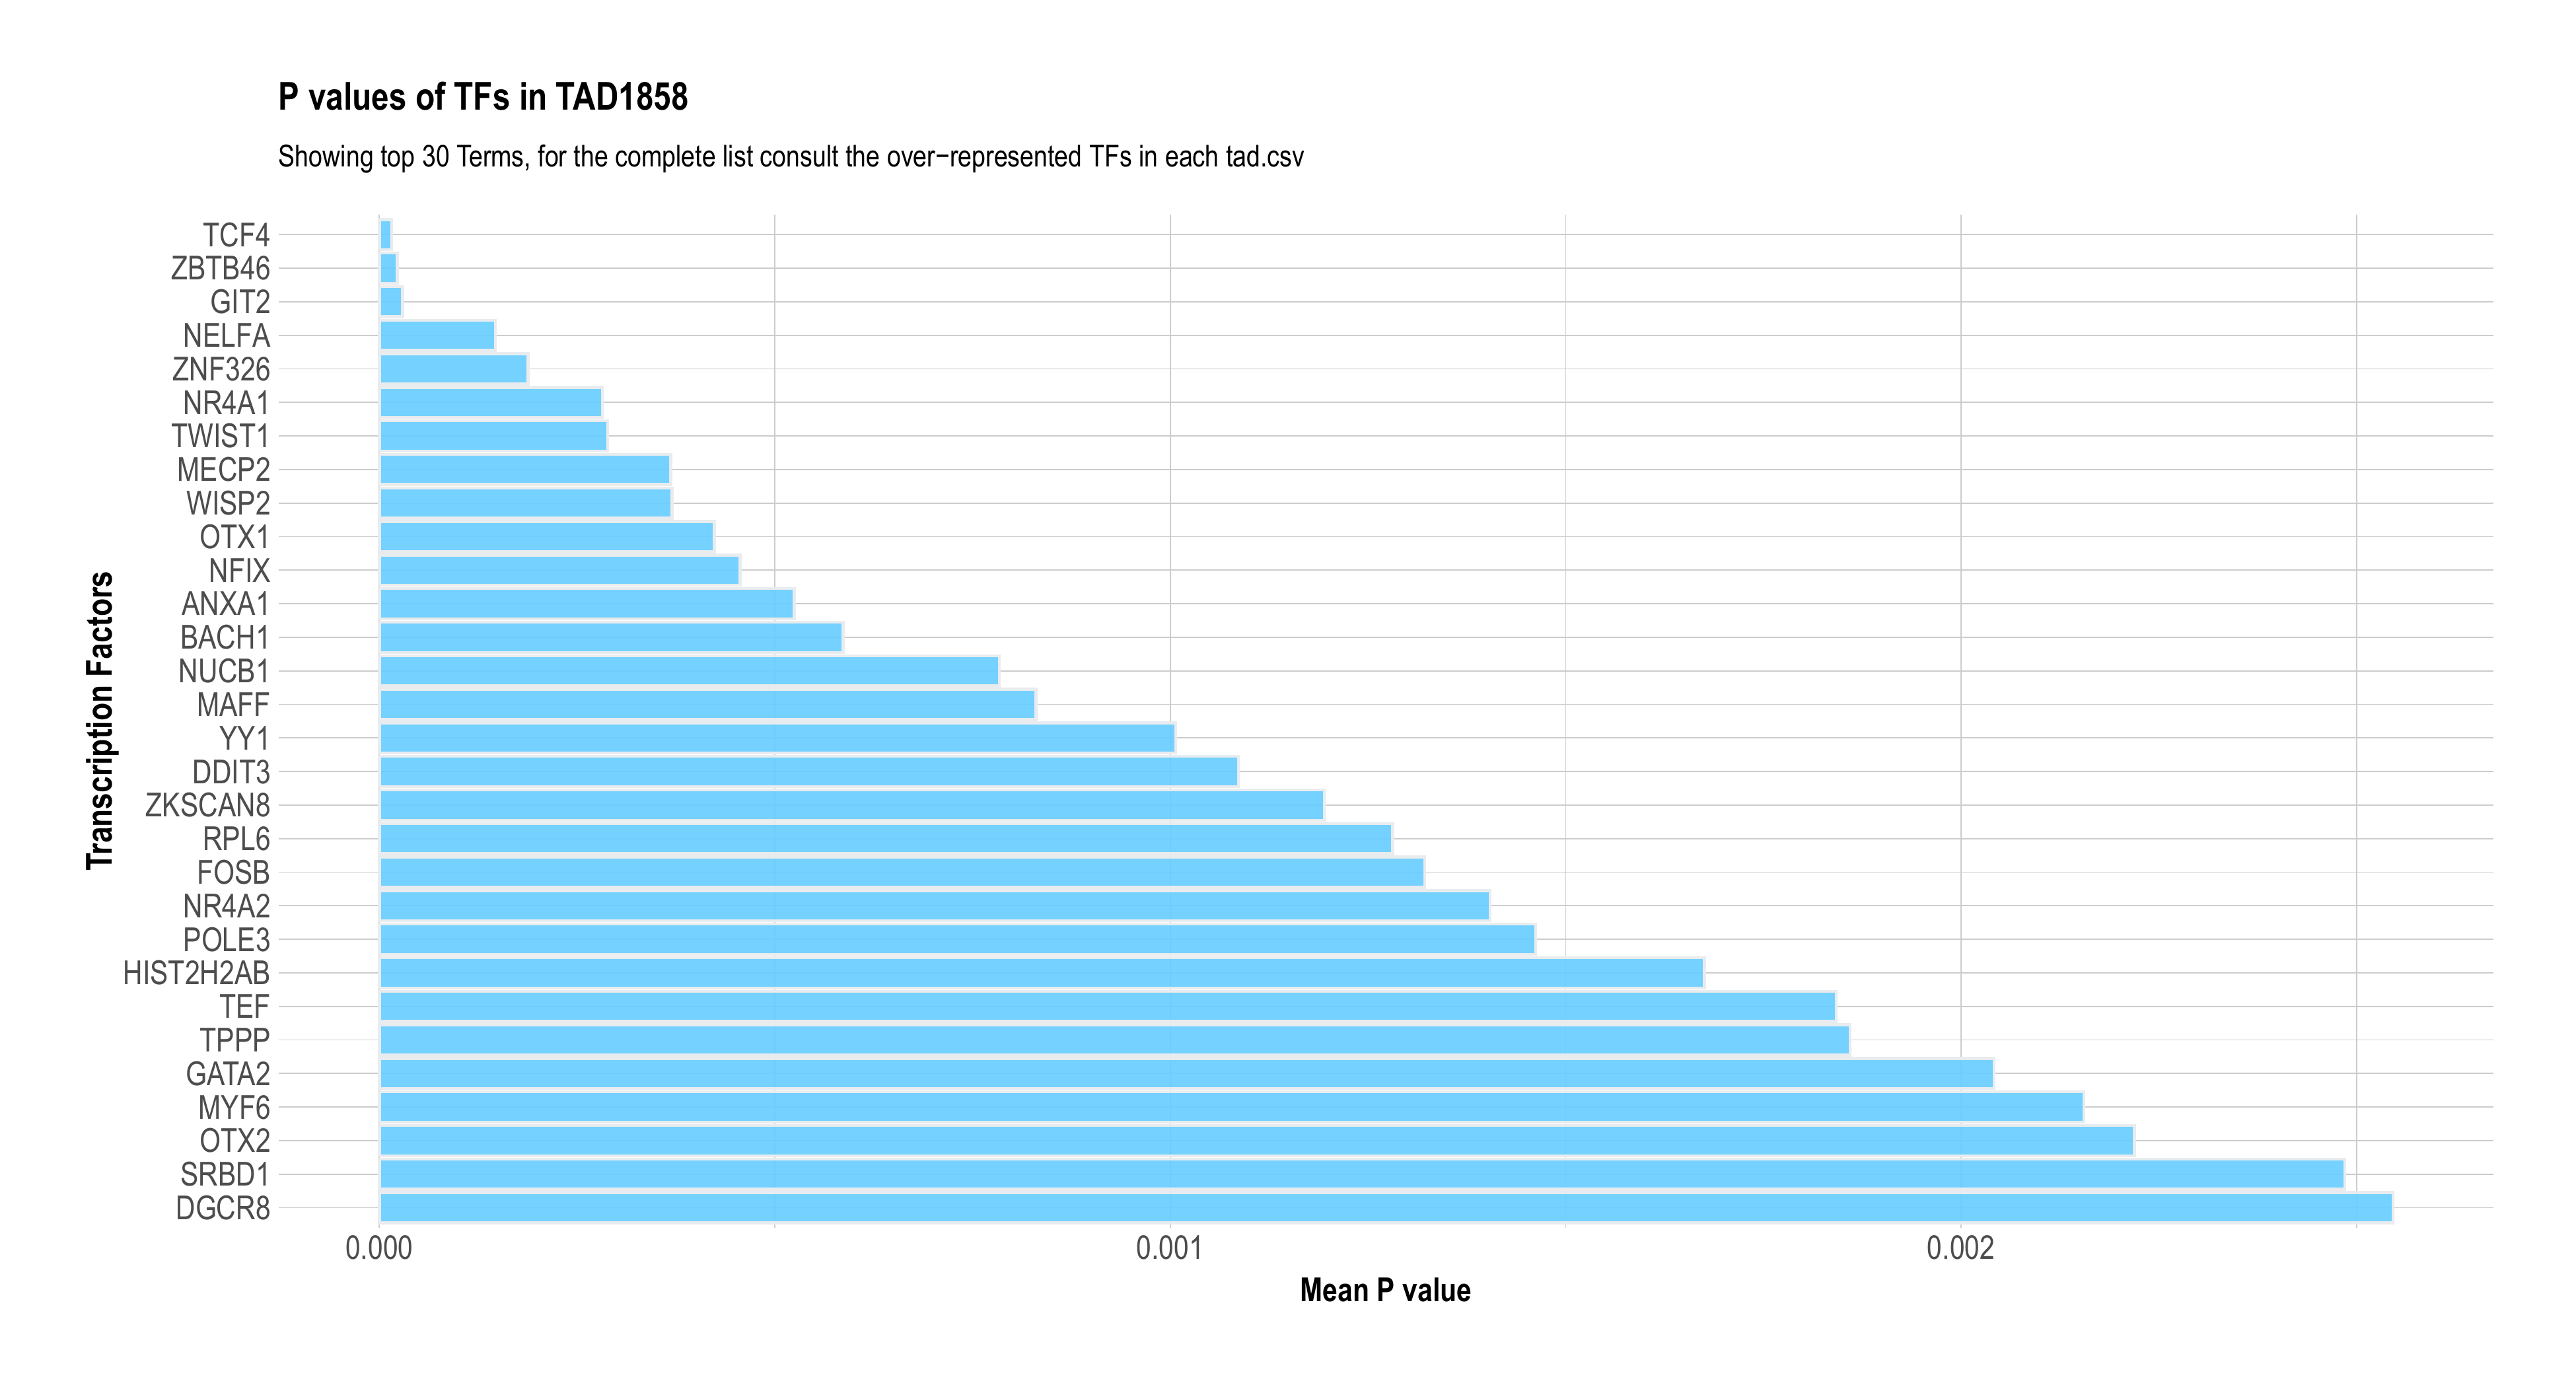 P values of TFs in TAD1858
Showing top 30 Terms, for the complete list consult the over−represented TFs in each tad.csv
Transcription Factors
TCF4
ZBTB46
GIT2
NELFA
ZNF326
NR4A1
TWIST1
MECP2
WISP2
OTX1
NFIX
ANXA1
BACH1
NUCB1
MAFF
YY1
DDIT3
ZKSCAN8
RPL6
FOSB
NR4A2
POLE3
HIST2H2AB
TEF
TPPP
GATA2
MYF6
OTX2
SRBD1
DGCR8
0.000 0.001 0.002
Mean P value